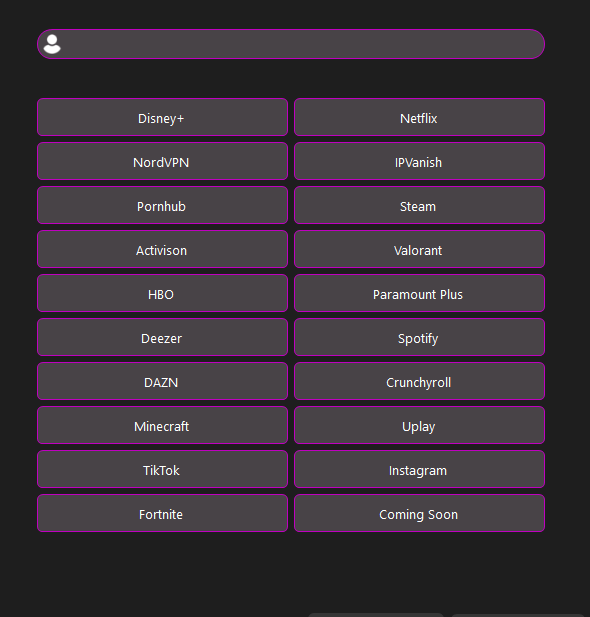 Disney+ Netflix
NordVPN IPVanish
Pornhub Steam
Activison Valorant
HBO Paramount Plus
Deezer Spotify
DAZN Crunchyroll
Minecraft Uplay
TikTok Instagram
Fortnite Coming Soon